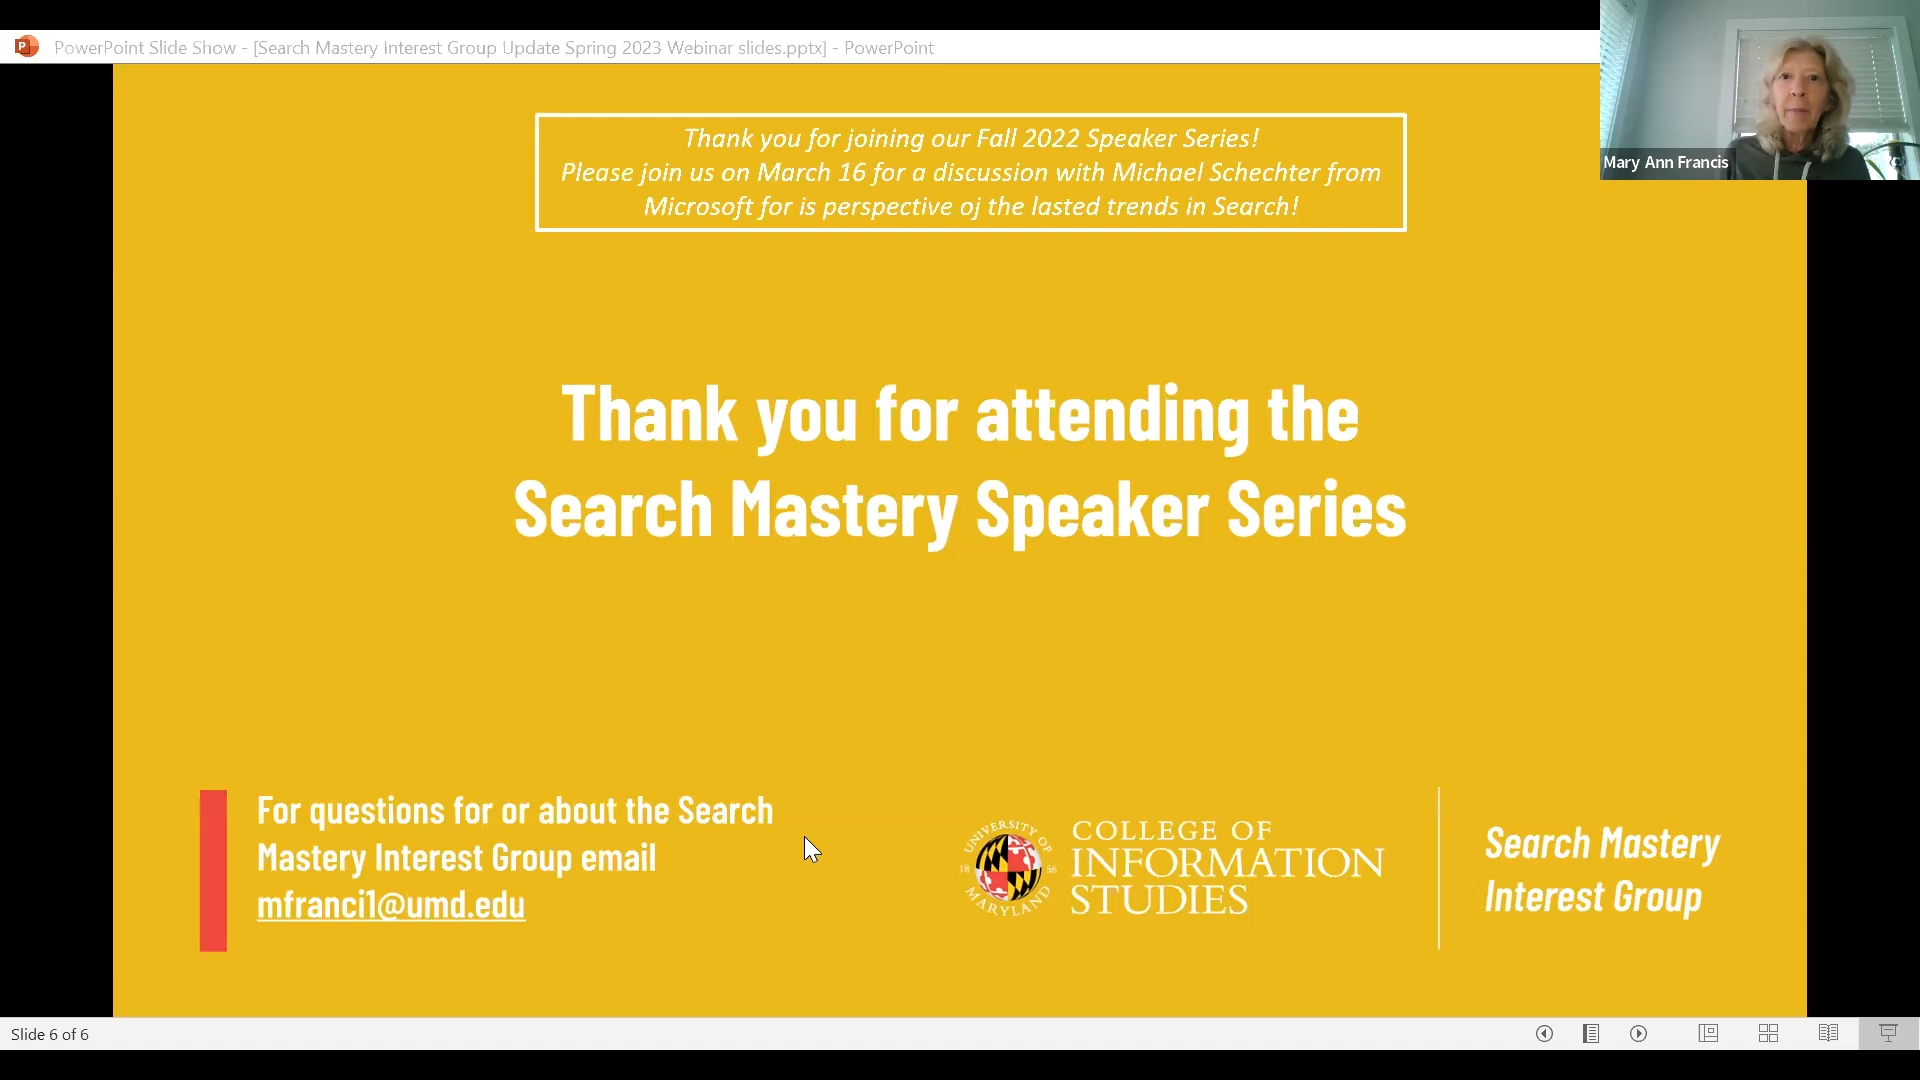 PowerPoint Slide Show - [Search Mastery Interest Group Update Spring 2023 Webinar slides.pptx] - PowerPoint
Mary Ann Francis
Thank you for joining our Fall 2022 Speaker Series!
Please join us on March 16 for a discussion with Michael Schechter from
Microsoft for is perspective oj the lasted trends in Search!
Thank you for attending the
Search Mastery Speaker Series
For questions for or about the Search
Mastery Interest Group email
mfranci1@umd.edu
UNIVERSITY OF
18 56
MARYLAND
COLLEGE OF
INFORMATION
STUDIES
Search Mastery
Interest Group
Slide 6 of 6